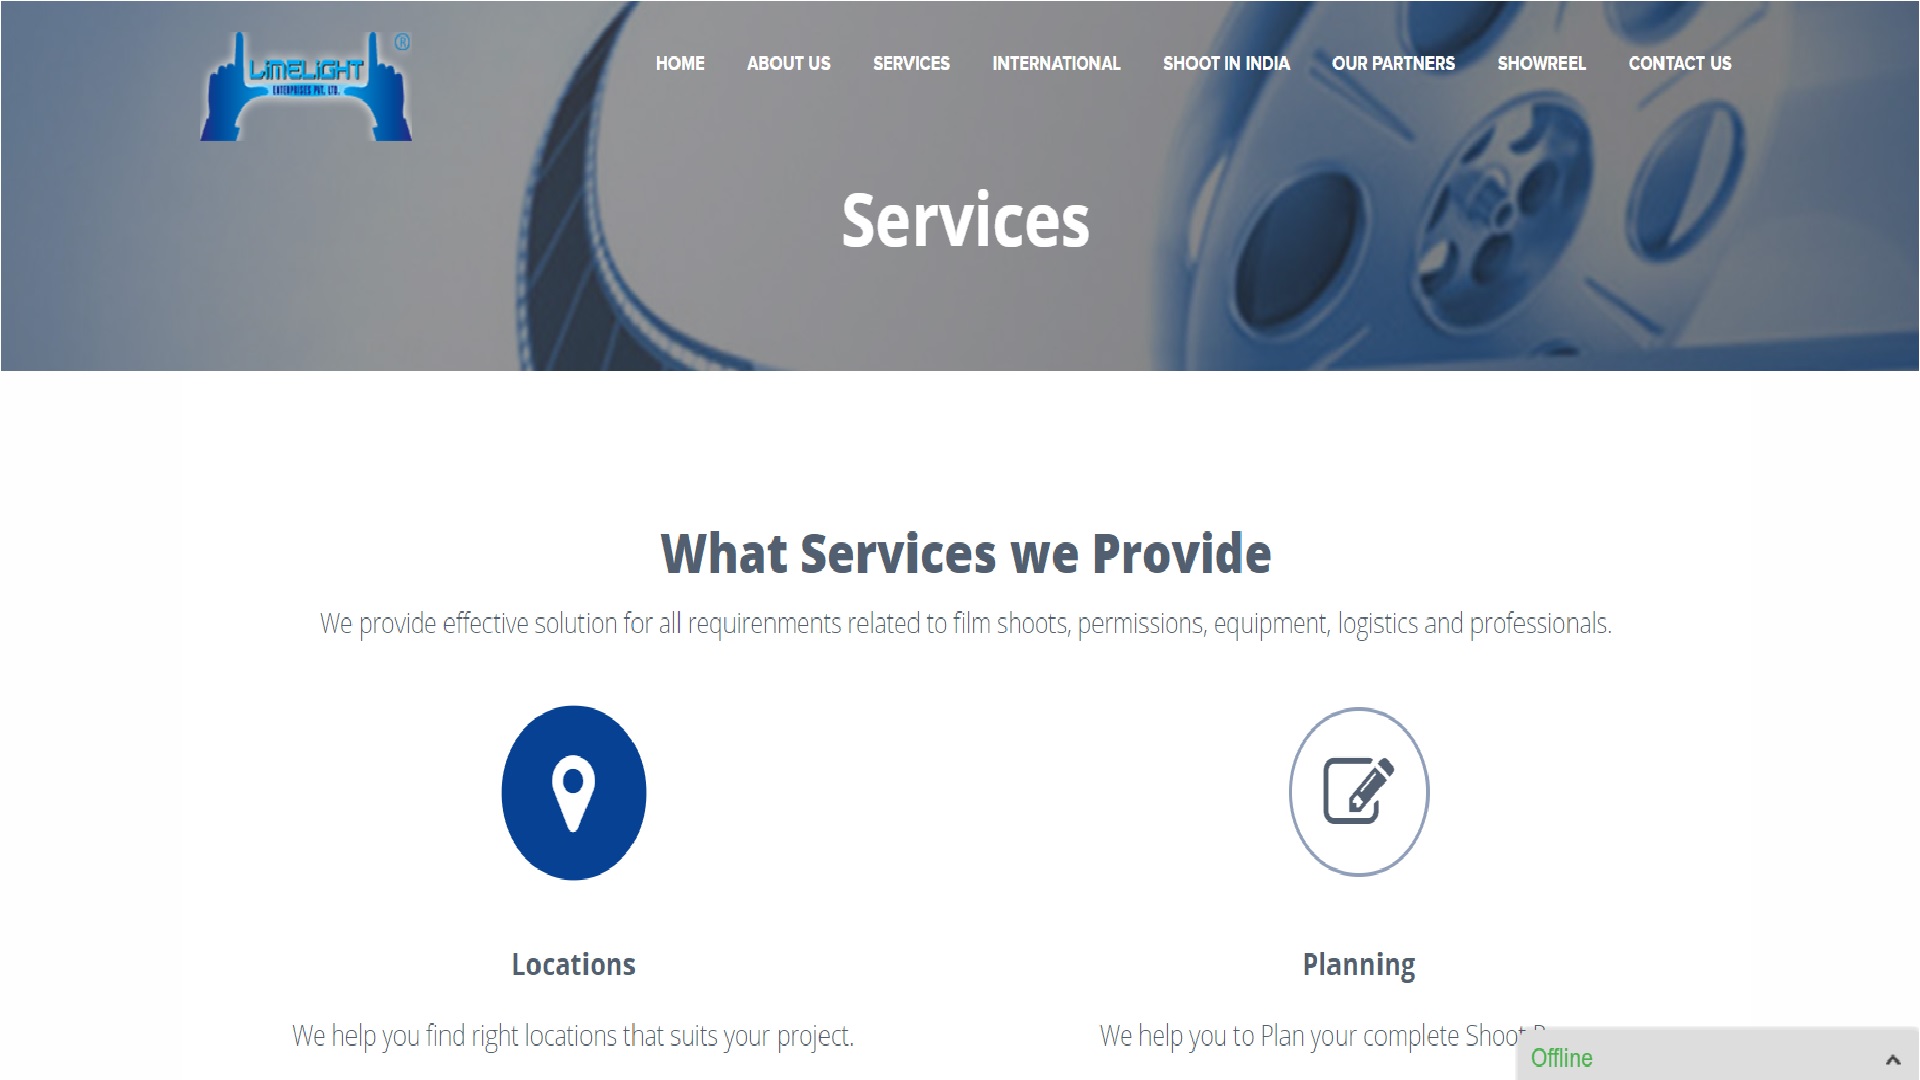 LiMELiGHT
ENTERPRISES PVT. LTD.
®
HOME ABOUT US SERVICES INTERNATIONAL SHOOT IN INDIA OUR PARTNERS SHOWREEL CONTACT US
Services
What Services we Provide
We provide effective solution for all requirenments related to film shoots, permissions, equipment, logistics and professionals.
Locations
Planning
We help you find right locations that suits your project.
We help you to Plan your complete Shoot
Offline